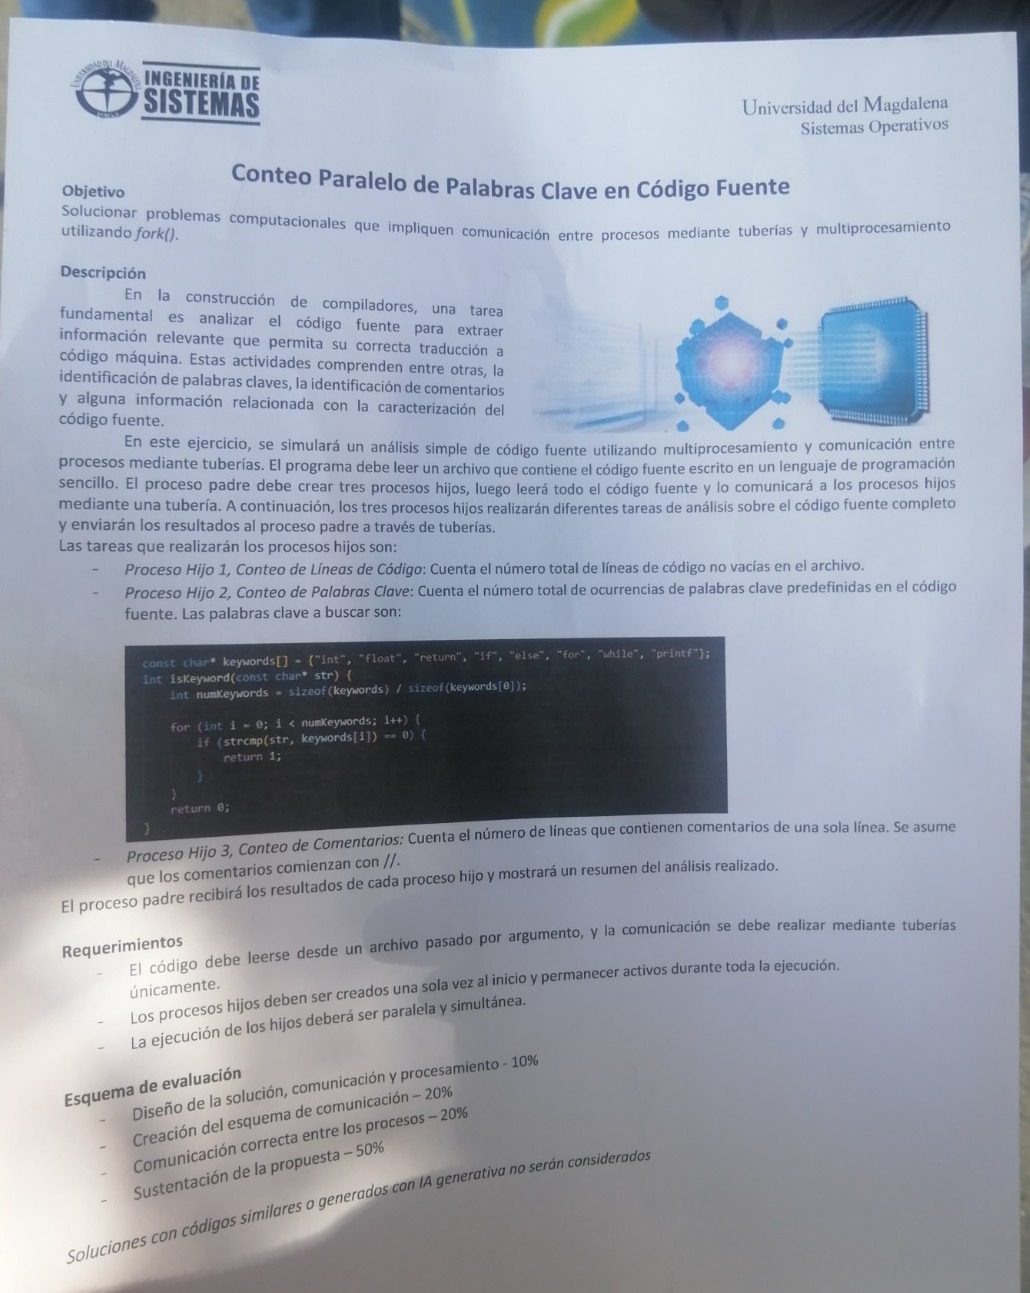 INGENIERÍA DE
SISTEMAS
Universidad del Magdalena
Sistemas Operativos
Conteo Paralelo de Palabras Clave en Código Fuente
Objetivo
Solucionar problemas computacionales que impliquen comunicación entre procesos mediante tuberías y multiprocesamiento
utilizando fork().
Descripción
En la construcción de compiladores, una tarea
fundamental es analizar el código fuente para extraer
información relevante que permita su correcta traducción a
código máquina. Estas actividades comprenden entre otras, la
identificación de palabras claves, la identificación de comentarios
y alguna información relacionada con la caracterización del
código fuente.
En este ejercicio, se simulará un análisis simple de código fuente utilizando multiprocesamiento y comunicación entre
procesos mediante tuberías. El programa debe leer un archivo que contiene el código fuente escrito en un lenguaje de programación
sencillo. El proceso padre debe crear tres procesos hijos, luego leerá todo el código fuente y lo comunicará a los procesos hijos
mediante una tubería. A continuación, los tres procesos hijos realizarán diferentes tareas de análisis sobre el código fuente completo
y enviarán los resultados al proceso padre a través de tuberías.
Las tareas que realizarán los procesos hijos son:
- Proceso Hijo 1, Conteo de Líneas de Código: Cuenta el número total de líneas de código no vacías en el archivo.
- Proceso Hijo 2, Conteo de Palabras Clave: Cuenta el número total de ocurrencias de palabras clave predefinidas en el código
fuente. Las palabras clave a buscar son:
const char* keywords[] = {"int", "float", "return", "if", "else", "for", "while", "printf"};
int isKeyword(const char* str) {
int numKeywords = sizeof(keywords) / sizeof(keywords[0]);
for (int i = 0; i < numKeywords; i++) {
if (strcmp(str, keywords[i]) == 0) {
return 1;
}
}
return 0;
}
- Proceso Hijo 3, Conteo de Comentarios: Cuenta el número de líneas que contienen comentarios de una sola línea. Se asume
que los comentarios comienzan con //.
El proceso padre recibirá los resultados de cada proceso hijo y mostrará un resumen del análisis realizado.
Requerimientos
- El código debe leerse desde un archivo pasado por argumento, y la comunicación se debe realizar mediante tuberías
únicamente.
- Los procesos hijos deben ser creados una sola vez al inicio y permanecer activos durante toda la ejecución.
- La ejecución de los hijos deberá ser paralela y simultánea.
Esquema de evaluación
- Diseño de la solución, comunicación y procesamiento - 10%
- Creación del esquema de comunicación – 20%
- Comunicación correcta entre los procesos – 20%
- Sustentación de la propuesta – 50%
Soluciones con códigos similares o generados con IA generativa no serán considerados